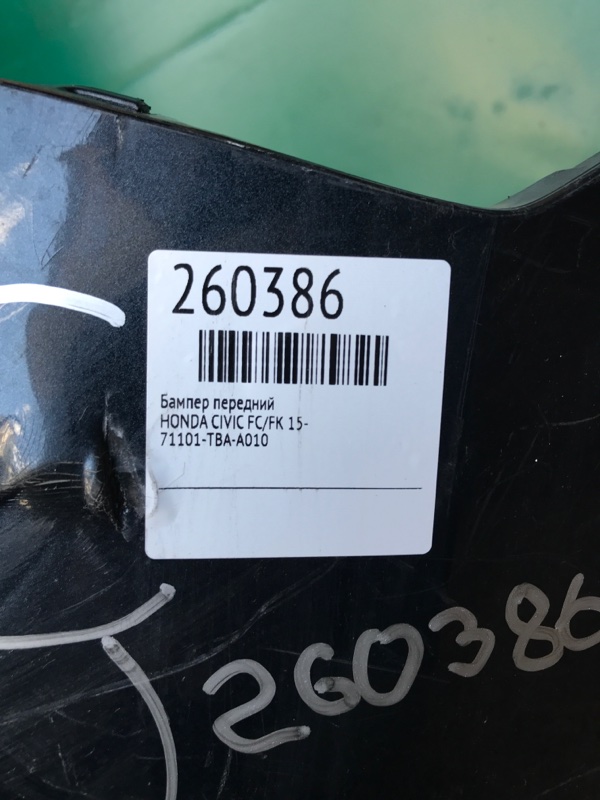 260386
Бампер передний
HONDA CIVIC FC/FK 15-
71101-TBA-A010
260386